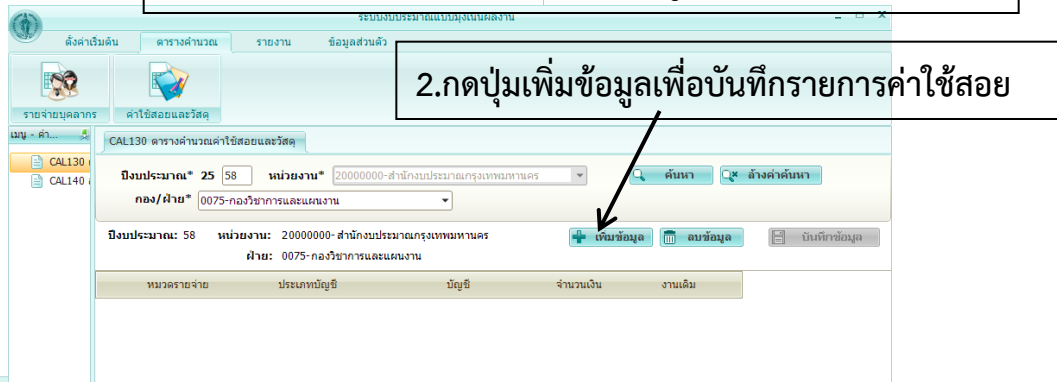 ระบบงบประมาณแบบมุ่งเน้นผลงาน
ตั้งค่าเริ่มต้น ตารางคำนวณ รายงาน ข้อมูลส่วนตัว
2.กดปุ่มเพิ่มข้อมูลเพื่อบันทึกรายการค่าใช้สอย
รายจ่ายบุคลากร ค่าใช้สอยและวัสดุ
เมนู - ค่า... CAL130 ตารางคำนวณค่าใช้สอยและวัสดุ
CAL130
CAL140
ปีงบประมาณ* 25 58 หน่วยงาน* 20000000-สำนักงบประมาณกรุงเทพมหานคร ค้นหา ล้างค่าค้นหา
กอง/ฝ่าย* 0075-กองวิชาการและแผนงาน
ปีงบประมาณ: 58 หน่วยงาน: 20000000-สำนักงบประมาณกรุงเทพมหานคร เพิ่มข้อมูล ลบข้อมูล บันทึกข้อมูล
ฝ่าย: 0075-กองวิชาการและแผนงาน
หมวดรายจ่าย ประเภทบัญชี บัญชี จำนวนเงิน งานเดิม